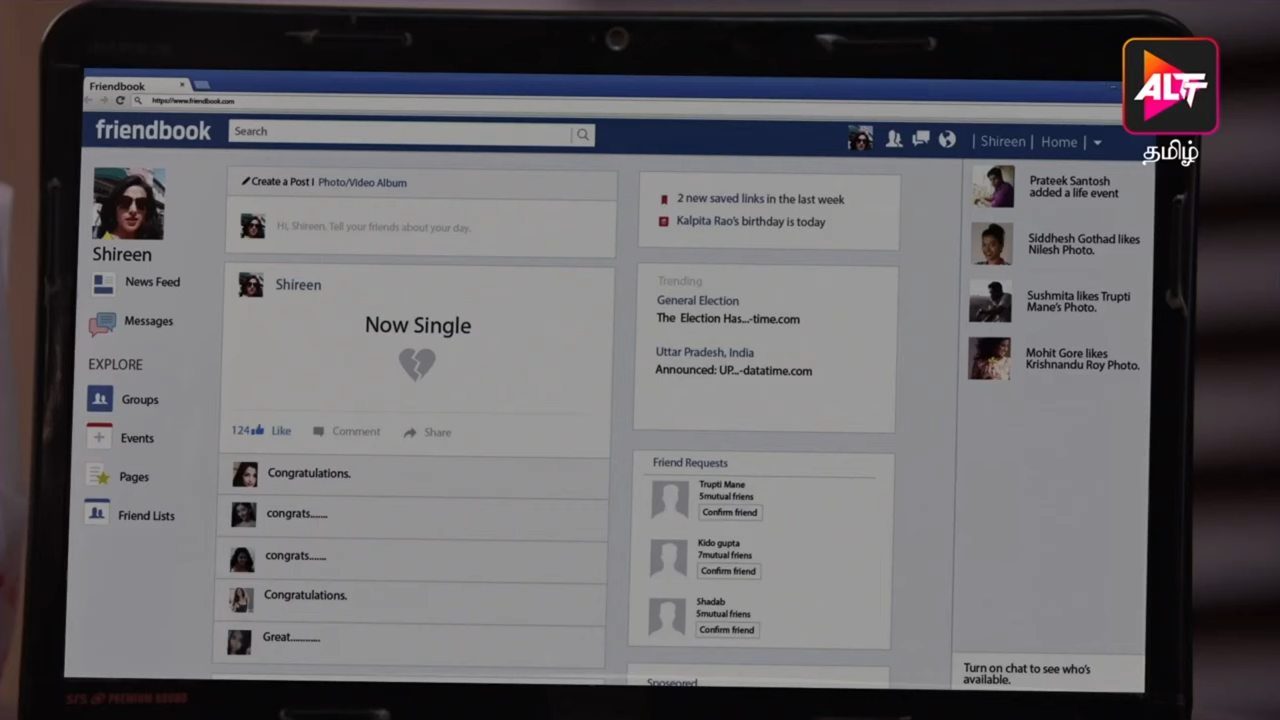 Friendbook
https://www.friendbook.com
friendbook
Search
| Shireen | Home |
ALTT
தமிழ்
Shireen
News Feed
Messages
EXPLORE
Groups
Events
Pages
Friend Lists
Create a Post I Photo/Video Album
Hi, Shireen, Tell your friends about your day.
Shireen
Now Single
124 Like Comment Share
Congratulations.
congrats.......
congrats.......
Congratulations.
Great............
2 new saved links in the last week
Kalpita Rao's birthday is today
Trending
General Election
The Election Has...-time.com
Uttar Pradesh, India
Announced: UP...-datatime.com
Friend Requests
Trupti Mane
5mutual friens
Confirm friend
Kido gupta
7mutual friens
Confirm friend
Shadab
5mutual friens
Confirm friend
Sposeored
Prateek Santosh
added a life event
Siddhesh Gothad likes
Nilesh Photo.
Sushmita likes Trupti
Mane's Photo.
Mohit Gore likes
Krishnandu Roy Photo.
Turn on chat to see who's
available.
SRS PREMIUM SOUND